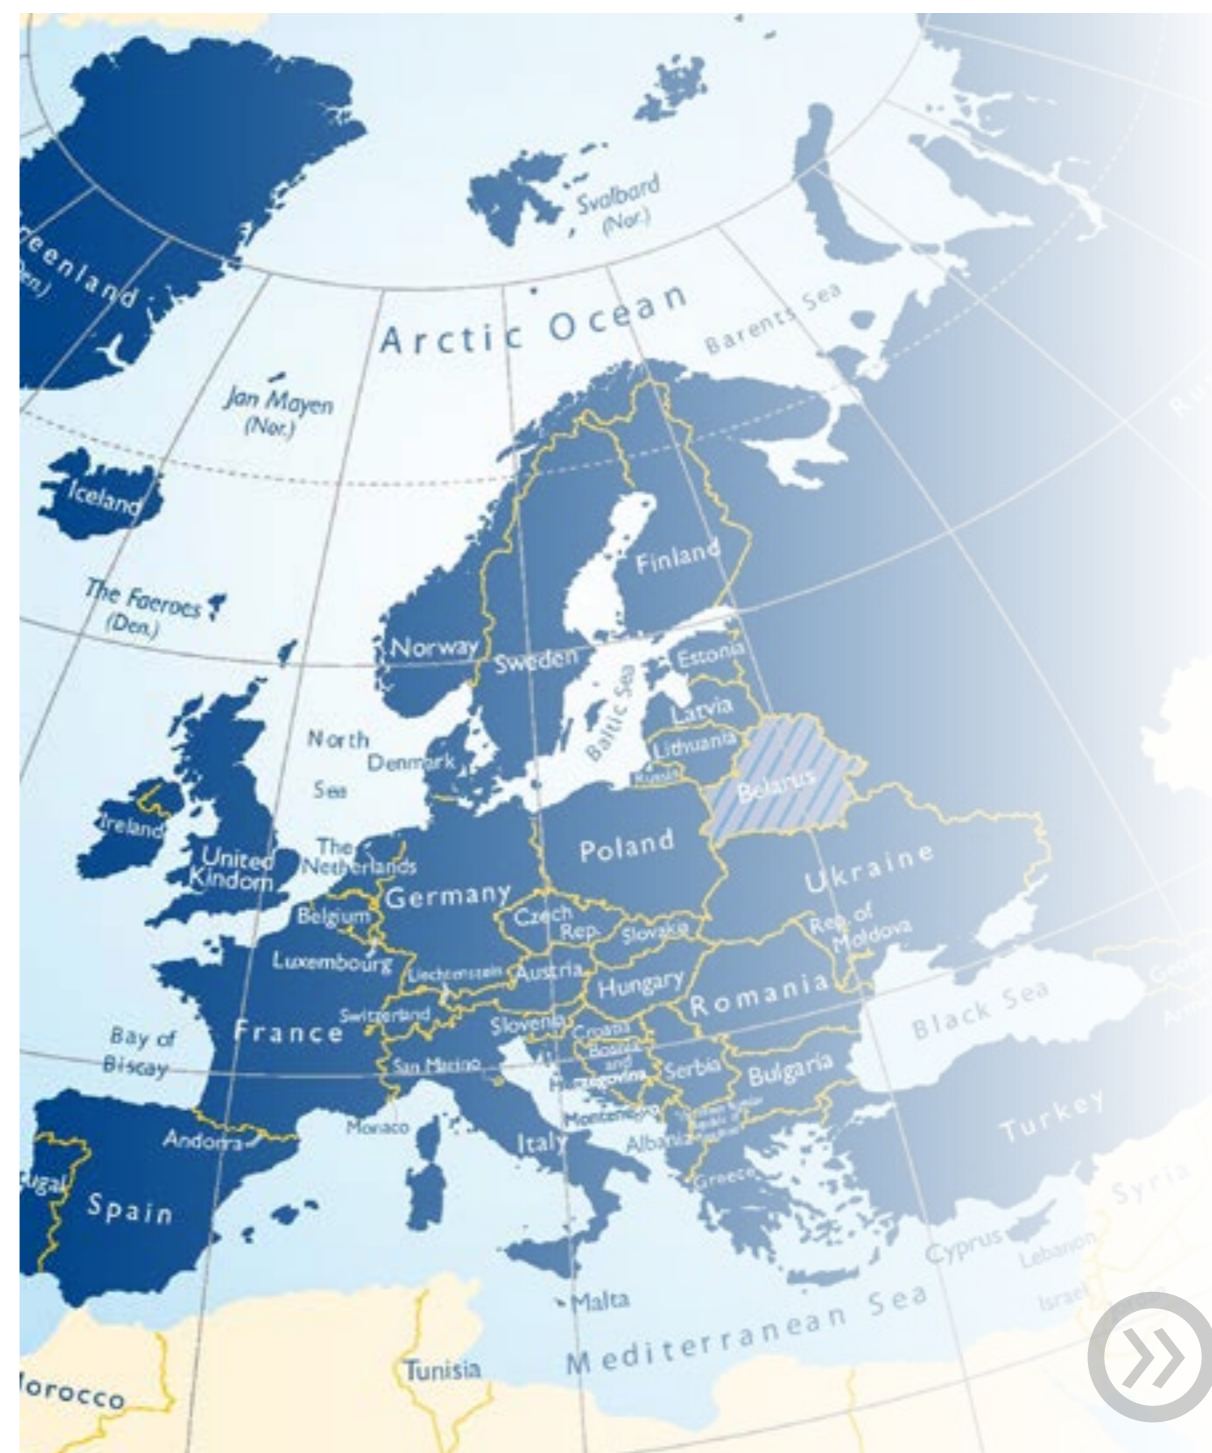 Svalbard
(Nor.)
reenland
Den.)
Arctic Ocean
Barents Sea
Jan Mayen
(Nor.)
Iceland
Finland
The Faeroes
(Den.)
Norway
Sweden
Estonia
Baltic Sea
Latvia
North
Sea
Denmark
Lithuania
Russia
Belarus
Ireland
United
Kindom
The
Netherlands
Poland
Germany
Ukraine
Belgium
Czech
Rep.
Slovakia
Rep. of
Moldova
Luxembourg
Liechtenstein
Austria
Hungary
Romania
Switzerland
France
Slovenia
Croatia
Black Sea
Bay of
Biscay
San Marino
Bosnia
and
Herzegovina
Serbia
Bulgaria
Monaco
Montenegro
Andorra
Italy
Albania
Turkey
ugal
Spain
Greece
Syria
Cyprus
Lebanon
Israel
Malta
Mediterranean Sea
Tunisia
orocco